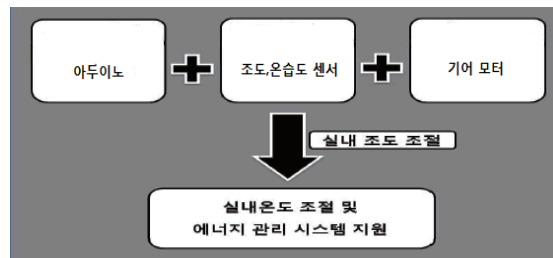 아두이노
조도,온습도 센서
기어 모터
실내 조도 조절
실내온도 조절 및
에너지 관리 시스템 지원